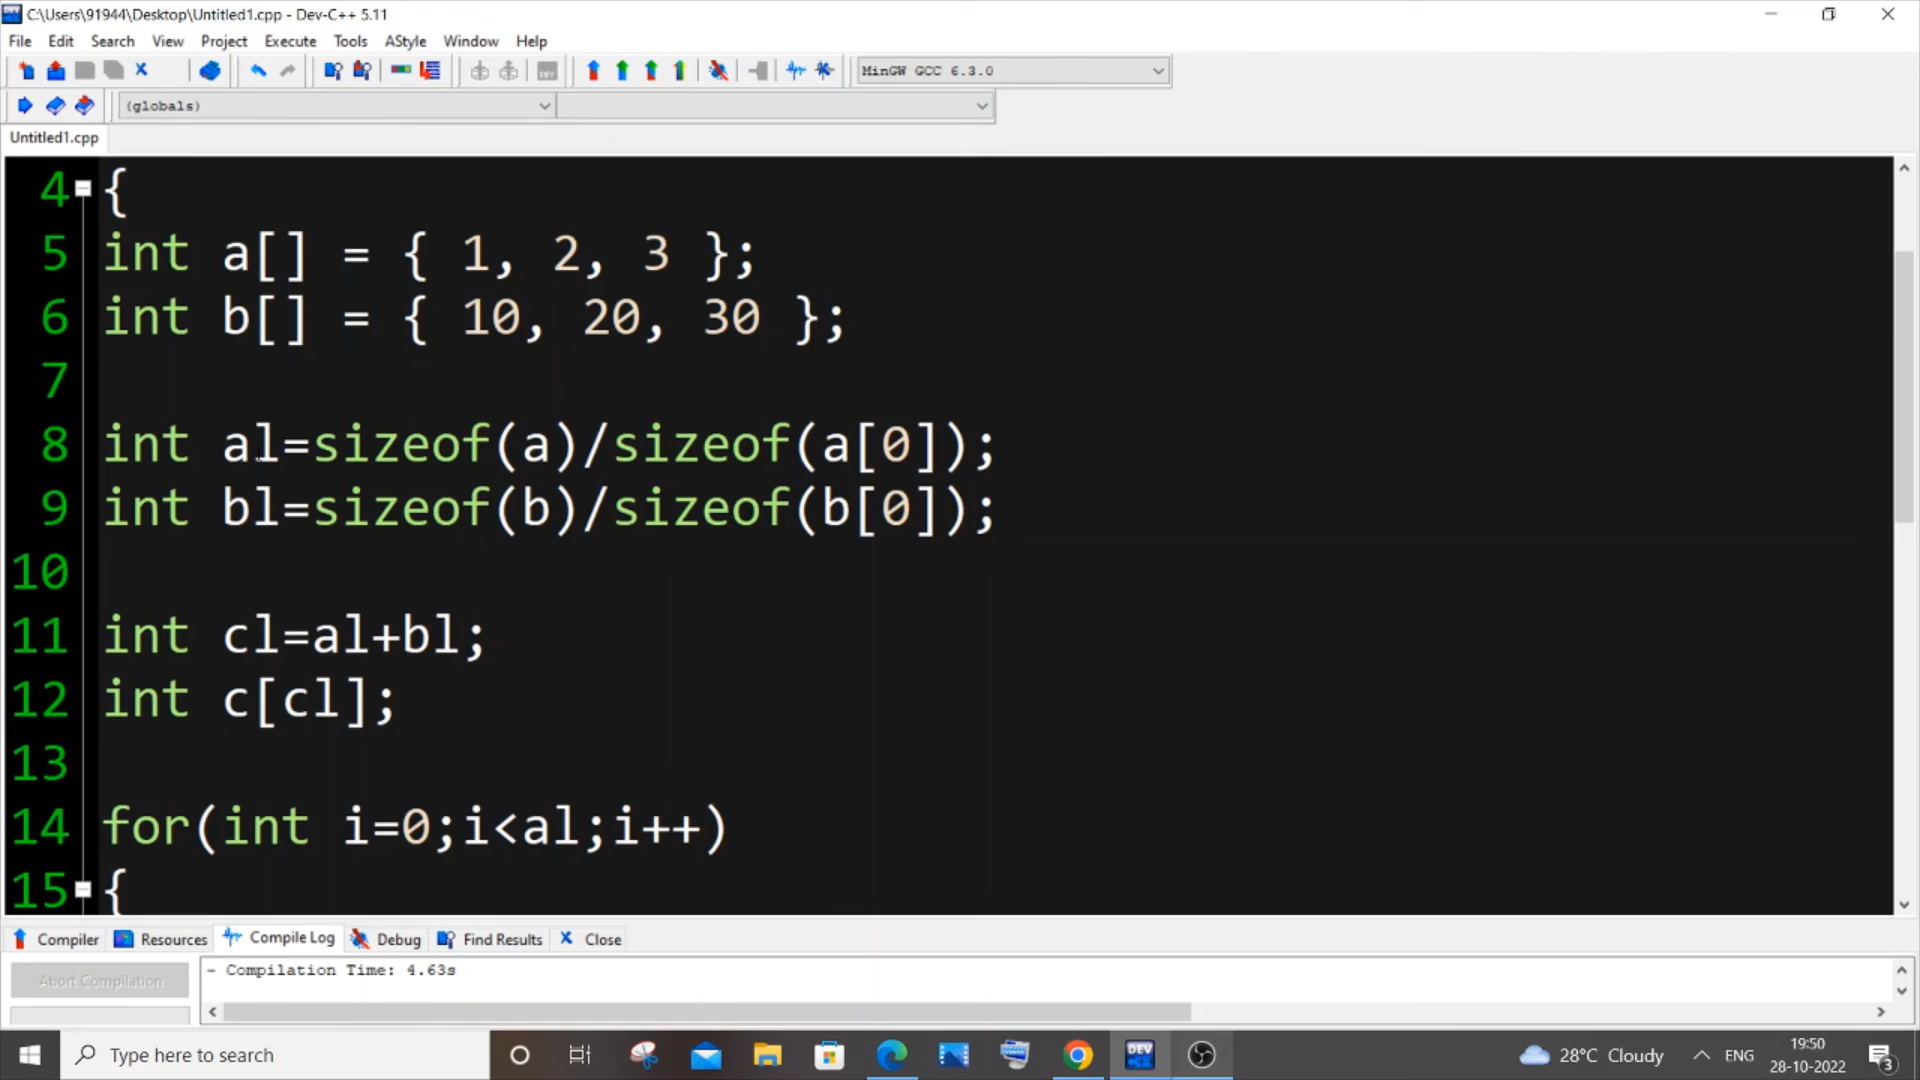 C:\Users\91944\Desktop\Untitled1.cpp - Dev-C++ 5.11
File Edit Search View Project Execute Tools AStyle Window Help
MinGW GCC 6.3.0
(globals)
Untitled1.cpp
4 {
5 int a[] = { 1, 2, 3 };
6 int b[] = { 10, 20, 30 };
7
8 int al=sizeof(a)/sizeof(a[0]);
9 int bl=sizeof(b)/sizeof(b[0]);
10
11 int cl=al+bl;
12 int c[cl];
13
14 for(int i=0;i<al;i++)
15 {
Compiler Resources Compile Log Debug Find Results Close
Abort Compilation
- Compilation Time: 4.63s
Type here to search
DEV
28°C Cloudy
ENG
19:50
28-10-2022
3